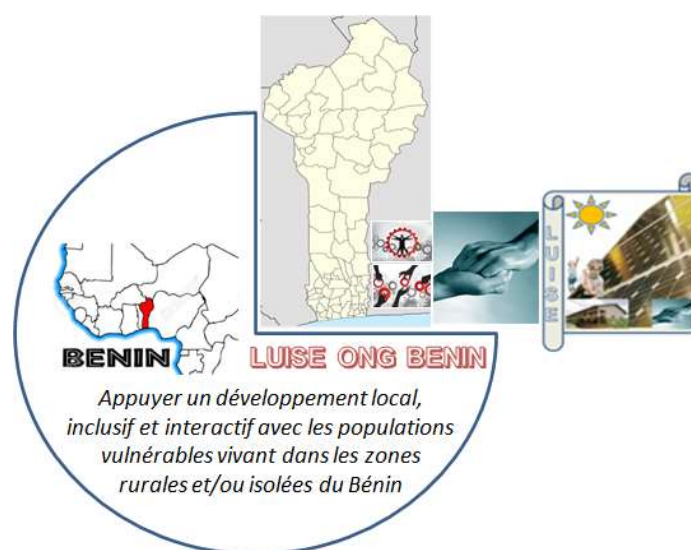 LUISE
BENIN
LUISE ONG BENIN
Appuyer un développement local,
inclusif et interactif avec les populations
vulnérables vivant dans les zones
rurales et/ou isolées du Bénin